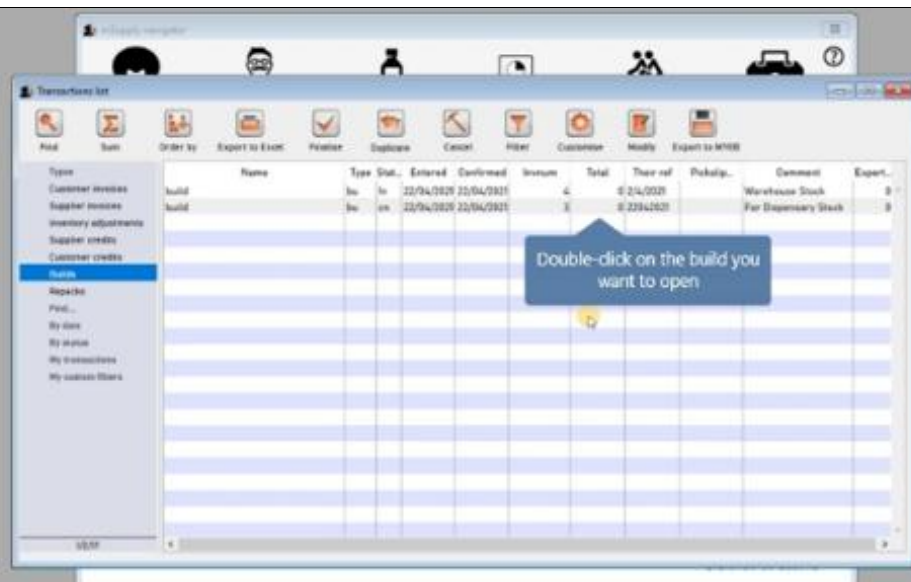 mSupply navigator
Transactions list
Find Sum Order by Export to Excel Finalise Duplicate Cancel Filter Customise Modify Export to MYOB
Types
Customer invoices
Supplier invoices
Inventory adjustments
Supplier credits
Customer credits
Builds
Repacks
Find...
By date
By status
My transactions
My custom filters
Name Type Stat... Entered Confirmed Invnum Total Their ref Pickslip... Comment Export...
build bu fn 22/04/2021 22/04/2021 4 0 2/4/2021 Warehouse Stock 0
build bu cn 22/04/2021 22/04/2021 3 0 22042021 For Dispensary Stock 0
Double-click on the build you
want to open